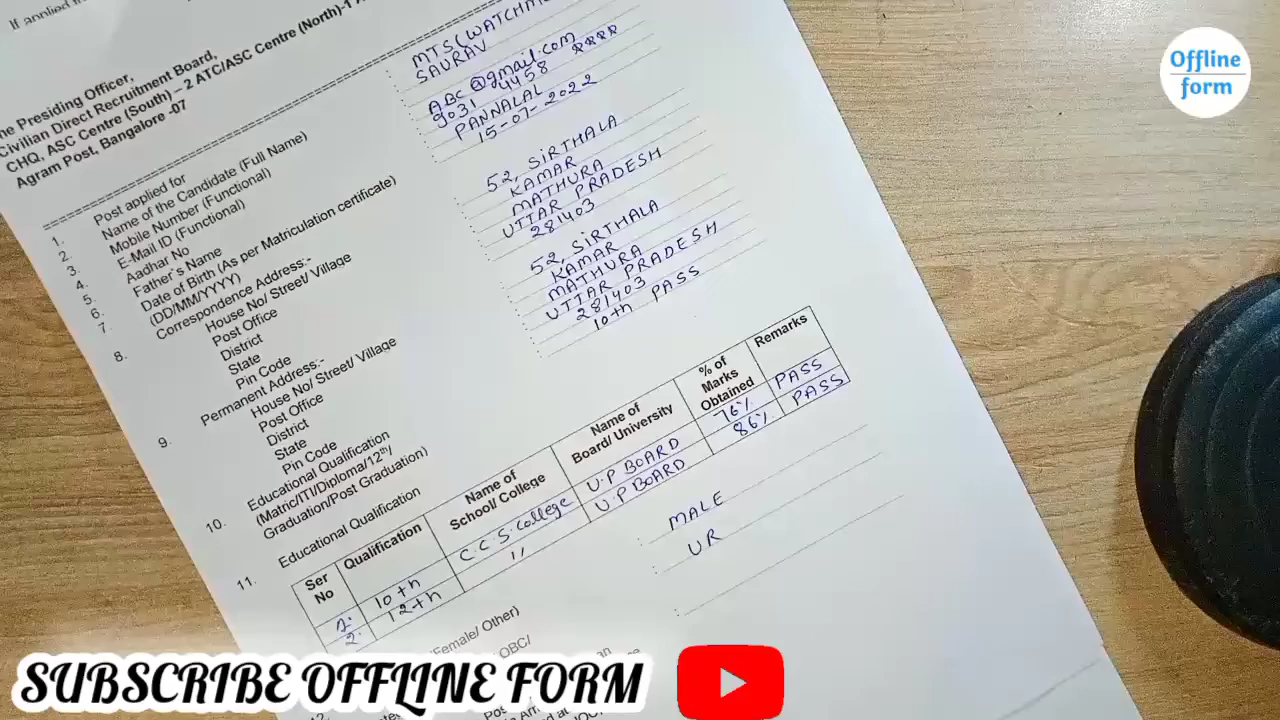 If applied
The Presiding Officer,
Civilian Direct Recruitment Board,
CHQ, ASC Centre (South) – 2 ATC/ASC Centre (North)-1
Agram Post, Bangalore -07
1. Post applied for : MTS (WATCHMA
2. Name of the Candidate (Full Name) : SAURAV
3. Mobile Number (Functional)
4. E-Mail ID (Functional) : ABC @gmail.com
5. Aadhar No : 9031 4458 xxxx
6. Father's Name : PANNALAL
7. Date of Birth (As per Matriculation certificate) : 15-07-2022
(DD/MM/YYYY)
8. Correspondence Address:-
House No/ Street/ Village : 52, SIRTHALA
Post Office : KAMAR
District : MATHURA
State : UTTAR PRADESH
Pin Code : 281403
9. Permanent Address:-
House No/ Street/ Village : 52, SIRTHALA
Post Office : KAMAR
District : MATHURA
State : UTTAR PRADESH
Pin Code : 281403
10. Educational Qualification : 10th PASS
(Matric/ITI/Diploma/12th/
Graduation/Post Graduation)
11. Educational Qualification
Ser No Qualification Name of School/ College Name of Board/ University % of Marks Obtained Remarks
1. 10th C.C.S College U.P BOARD 76% PASS
2. 12th " U.P BOARD 86% PASS
/Female/ Other) : MALE
OBC/ : UR
Offline
form
SUBSCRIBE OFFLINE FORM